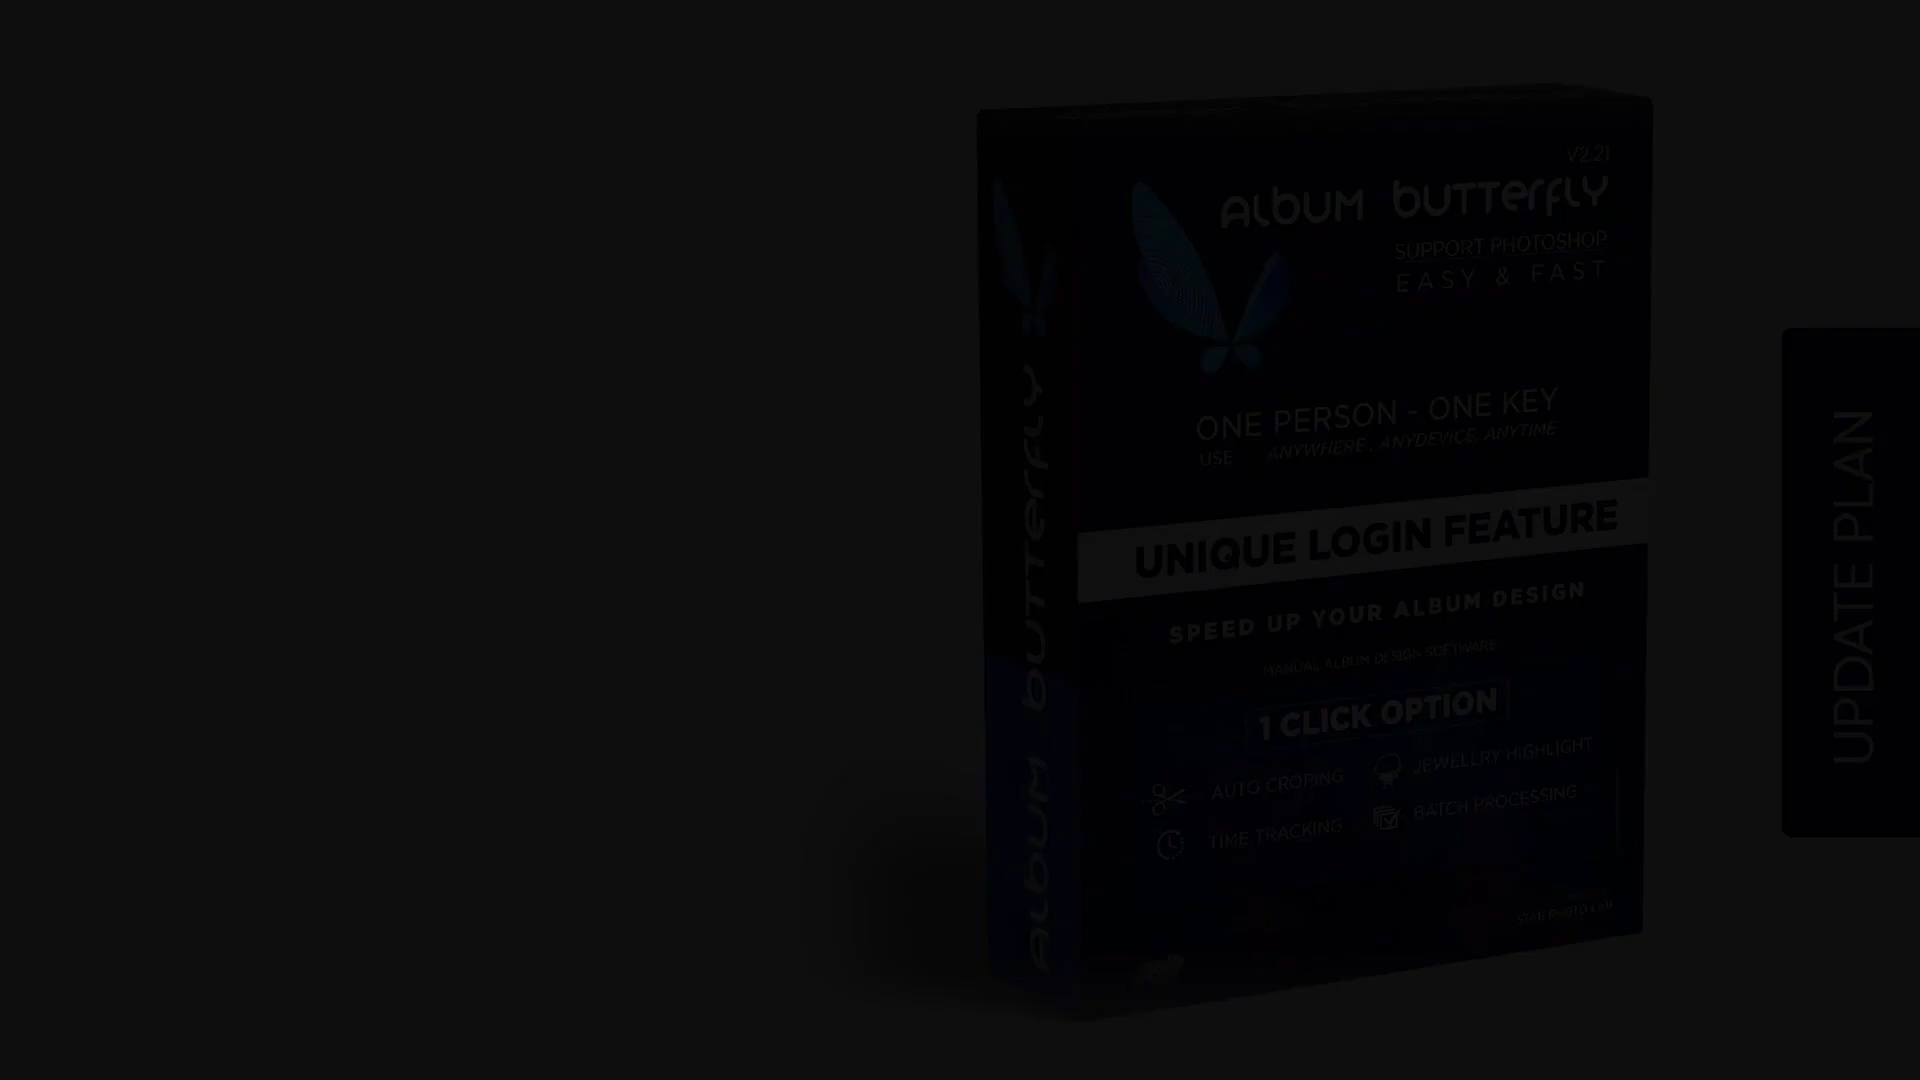 V2.21
ALBUM BUTTERFLY
SUPPORT PHOTOSHOP
EASY & FAST
ONE PERSON - ONE KEY
USE ANYWHERE, ANYDEVICE, ANYTIME
UNIQUE LOGIN FEATURE
SPEED UP YOUR ALBUM DESIGN
MANUAL ALBUM DESIGN SOFTWARE
1 CLICK OPTION
AUTO CROPING
JEWELLRY HIGHLIGHT
TIME TRACKING
BATCH PROCESSING
ALBUM BUTTERFLY
UPDATE PLAN